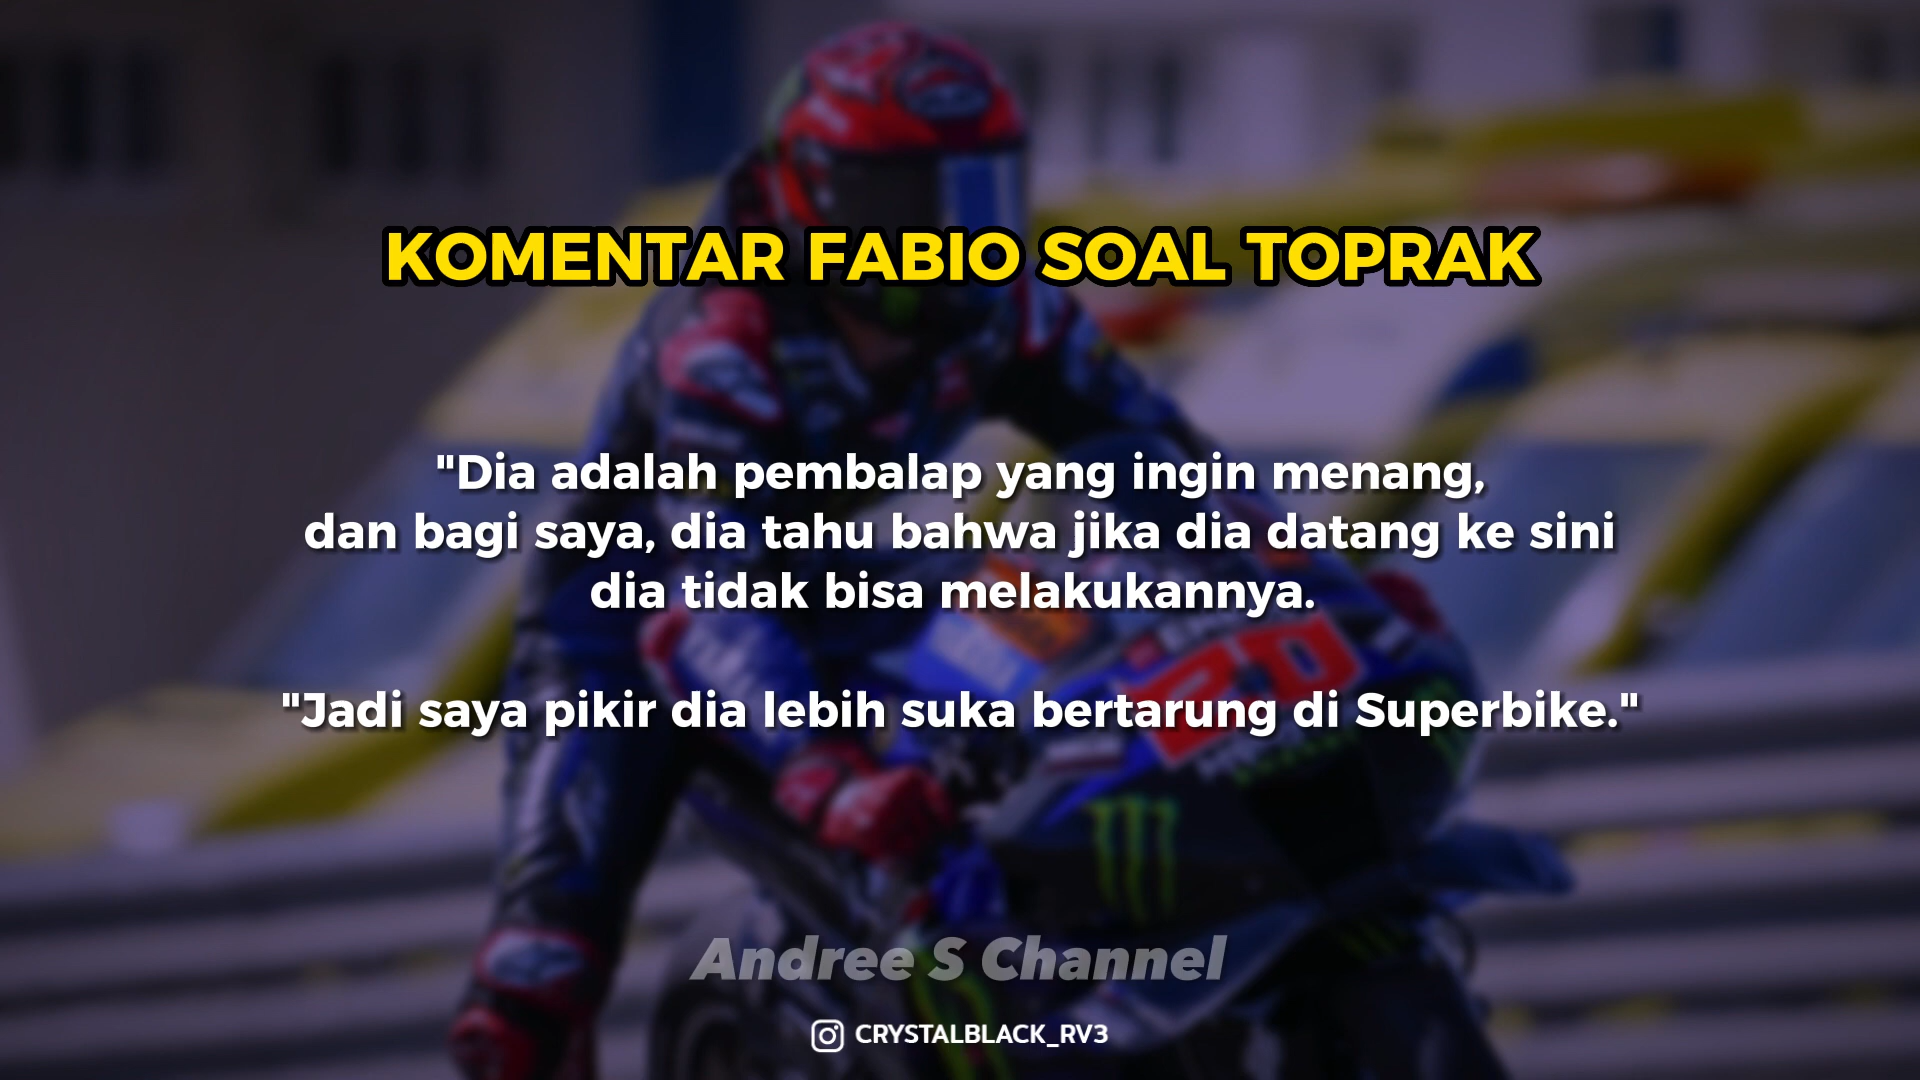 KOMENTAR FABIO SOAL TOPRAK
"Dia adalah pembalap yang ingin menang,
dan bagi saya, dia tahu bahwa jika dia datang ke sini
dia tidak bisa melakukannya.
"Jadi saya pikir dia lebih suka bertarung di Superbike."
20
Andree S Channel
CRYSTALBLACK_RV3